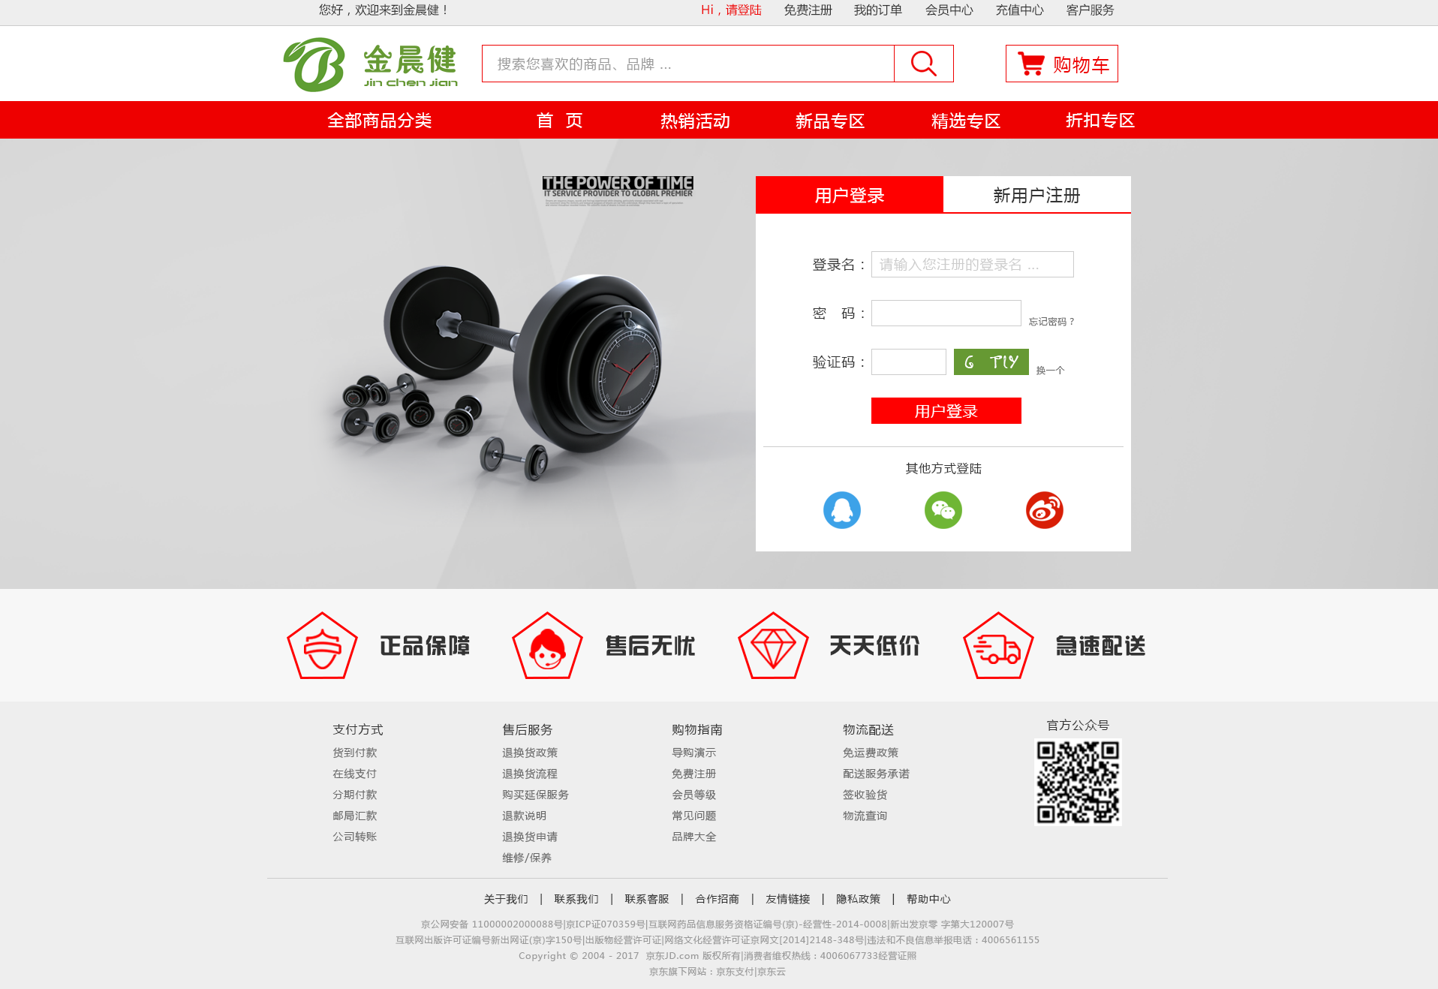 您好，欢迎来到金晨健！
Hi，请登陆 免费注册 我的订单 会员中心 充值中心 客户服务
金晨健
Jin chen jian
搜索您喜欢的商品、品牌 ...
购物车
全部商品分类 首 页 热销活动 新品专区 精选专区 折扣专区
THE POWER OF TIME
IT SERVICE PROVIDER TO GLOBAL PREMIER
用户登录 新用户注册
登录名： 请输入您注册的登录名 ...
密 码： 忘记密码？
验证码： 换一个
用户登录
其他方式登陆
正品保障 售后无忧 天天低价 急速配送
支付方式
货到付款
在线支付
分期付款
邮局汇款
公司转账
售后服务
退换货政策
退换货流程
购买延保服务
退款说明
退换货申请
维修/保养
购物指南
导购演示
免费注册
会员等级
常见问题
品牌大全
物流配送
免运费政策
配送服务承诺
签收验货
物流查询
官方公众号
关于我们 | 联系我们 | 联系客服 | 合作招商 | 友情链接 | 隐私政策 | 帮助中心
京公网安备 11000002000088号|京ICP证070359号|互联网药品信息服务资格证编号(京)-经营性-2014-0008|新出发京零 字第大120007号
互联网出版许可证编号新出网证(京)字150号|出版物经营许可证|网络文化经营许可证京网文[2014]2148-348号|违法和不良信息举报电话：4006561155
Copyright © 2004 - 2017 京东JD.com 版权所有|消费者维权热线：4006067733经营证照
京东旗下网站：京东支付|京东云